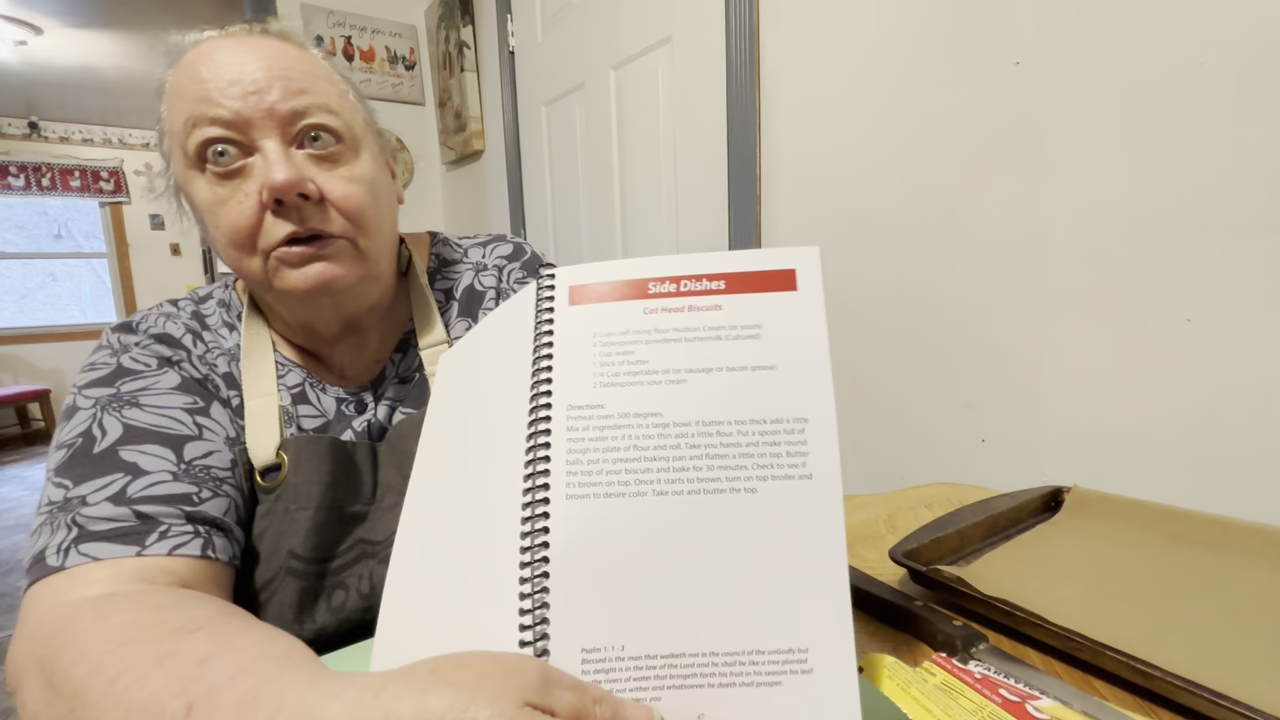 God says you are...
Side Dishes
Cat Head Biscuits
2 Cups self rising flour Hudson Cream (or yours)
4 Tablespoons powdered buttermilk (Cultured)
1 Cup water
1 Stick of butter
1/4 Cup vegetable oil (or sausage or bacon grease)
2 Tablespoons sour cream
Directions:
Preheat oven 500 degrees.
Mix all ingredients in a large bowl. If batter is too thick add a little
more water or if it is too thin add a little flour. Put a spoon full of
dough in plate of flour and roll. Take you hands and make round
balls, put in greased baking pan and flatten a little on top. Butter
the top of your biscuits and bake for 30 minutes. Check to see if
it's brown on top. Once it starts to brown, turn on top broiler and
brown to desire color. Take out and butter the top.
Psalm 1: 1 - 3
Blessed is the man that walketh not in the council of the unGodly but
his delight is in the law of the Lord and he shall be like a tree planted
the rivers of water that bringeth forth his fruit in his season his leaf
not wither and whatsoever he doeth shall prosper.
bless you